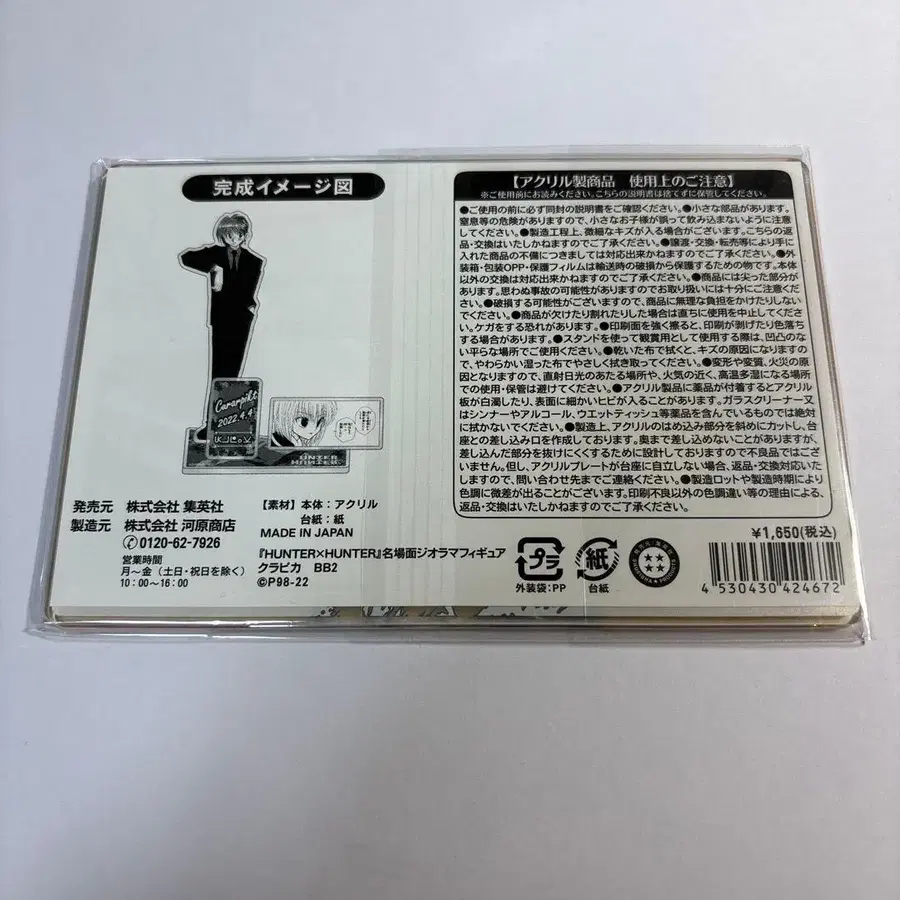 完成イメージ図
Curarpikt
2022.4.4
HUNTER
発売元 株式会社 集英社
製造元 株式会社 河原商店
0120-62-7926
営業時間
月～金（土日・祝日を除く）
10：00～16：00
【素材】本体：アクリル
台紙：紙
MADE IN JAPAN
『HUNTER×HUNTER』名場面ジオラマフィギュア
クラピカ BB2
©P98-22
【アクリル製商品 使用上のご注意】
※ご使用前にお読みください。こちらの説明書は捨てずに保管してください。
●ご使用の前に必ず同封の説明書をご確認ください。●小さな部品があります。
窒息等の危険がありますので、小さなお子様が誤って飲み込まないように注意
してください。●製造工程上、微細なキズが入る場合がございます。こちらの返
品・交換はいたしかねますのでご了承ください。●譲渡・交換・転売等により手に
入れた商品の不備につきましては対応出来かねますのでご了承ください。●外
装箱・包装OPP・保護フィルムは輸送時の破損から保護するための物です。本体
以外の交換は対応出来かねますのでご了承ください。●商品には尖った部分が
あります。思わぬ事故の可能性がありますのでお取り扱いには十分にご注意くださ
い。●破損する可能性がございますので、商品に無理な負担をかけたりしない
でください。●商品が欠けたり割れたりした場合は直ちに使用を中止してください。
ケガをする恐れがあります。●印刷面を強く擦ると、印刷が剥げたり色落ち
する場合があります。●スタンドを使って観賞用として使用する際は、凹凸のな
い平らな場所でご使用ください。●乾いた布で拭くと、キズの原因になりますの
で、やわらかい湿った布でやさしく拭き取ってください。●変形や変質、火災の原
因となりますので、直射日光のあたる場所や、火気の近く、高温多湿になる場所
での使用・保管は避けてください。●アクリル製品に薬品が付着するとアクリル
板が白濁したり、表面に細かいヒビが入ることがあります。ガラスクリーナー又
はシンナーやアルコール、ウエットティッシュ等薬品を含んでいるものでは絶対
に拭かないでください。●製造上、アクリルのはめ込み部分を斜めにカットし、台
座との差し込み口を作成しております。奥まで差し込めないことがありますが、
差し込んだ部分を抜けにくくするために設計しておりますので不良品ではござ
いません。但し、アクリルプレートが台座に自立しない場合、返品・交換対応いた
しますので、問い合わせ先までご連絡ください。●製造ロットや製造時期により
色調に微差が出ることがございます。印刷不良以外の色調違い等の理由による、
返品・交換はいたしかねますのでご了承ください。
¥1,650(税込)
プラ
外装袋：PP
紙
台紙
4 530430 424672